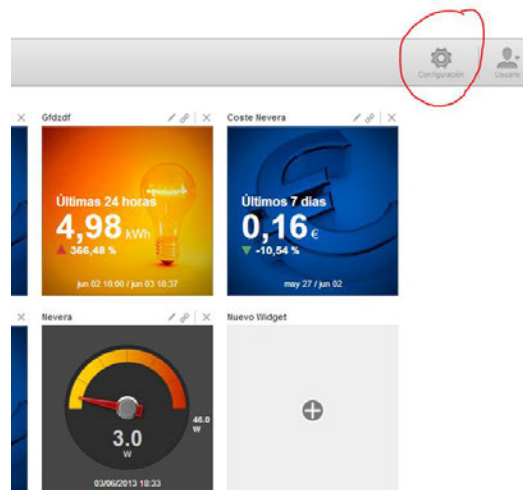 Configuración
Usuario
Gfdzdf
Coste Nevera
Últimas 24 horas
4,98 kWh
366,48 %
jun 02 18:00 / jun 03 18:37
Últimos 7 dias
0,16 €
-10,54 %
may 27 / jun 02
Nevera
Nuevo Widget
46.0
W
3.0
W
03/06/2013 18:33